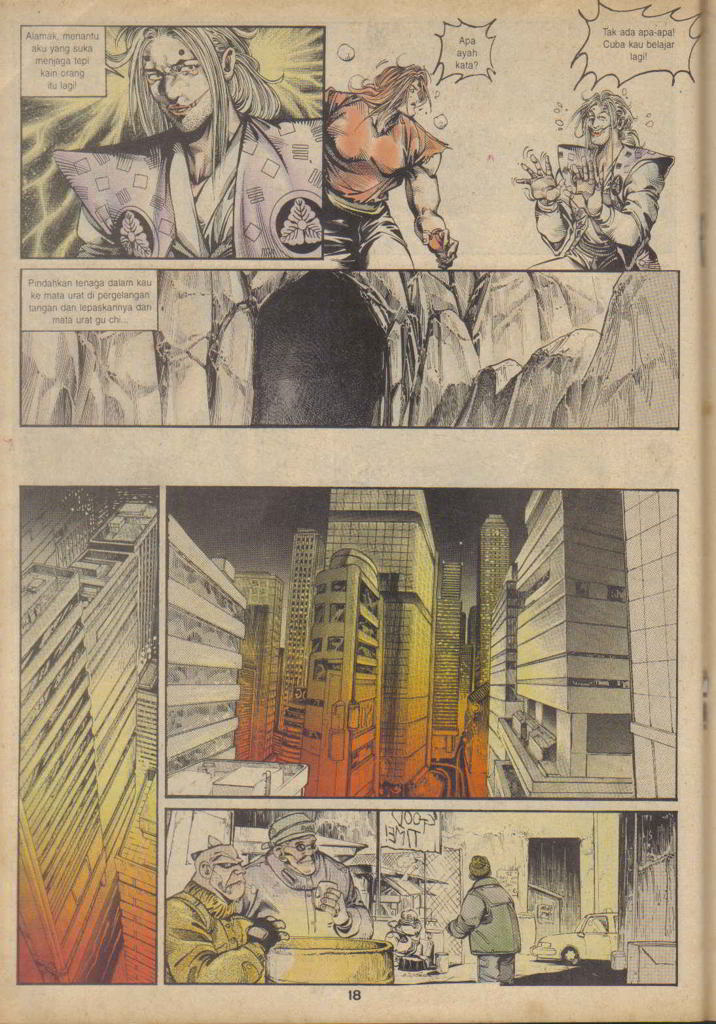 Alamak, menantu
aku yang suka
menjaga tepi
kain orang
itu lagi!
Apa
ayah
kata?
Tak ada apa-apa!
Cuba kau belajar
lagi!
Pindahkan tenaga dalam kau
ke mata urat di pergelangan
tangan dan lepaskannya dari
mata urat gu chi...
GOOD
TIME!
18